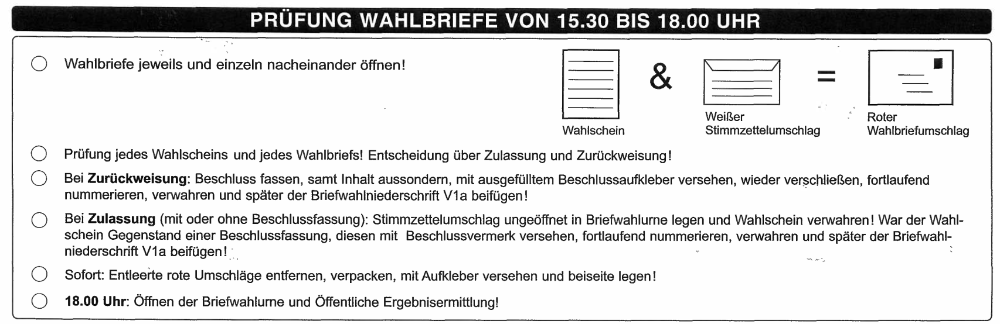 PRÜFUNG WAHLBRIEFE VON 15.30 BIS 18.00 UHR
Wahlbriefe jeweils und einzeln nacheinander öffnen!
&
=
Wahlschein
Weißer
Stimmzettelumschlag
Roter
Wahlbriefumschlag
Prüfung jedes Wahlscheins und jedes Wahlbriefs! Entscheidung über Zulassung und Zurückweisung!
Bei Zurückweisung: Beschluss fassen, samt Inhalt aussondern, mit ausgefülltem Beschlussaufkleber versehen, wieder verschließen, fortlaufend
nummerieren, verwahren und später der Briefwahlniederschrift V1a beifügen!
Bei Zulassung (mit oder ohne Beschlussfassung): Stimmzettelumschlag ungeöffnet in Briefwahlurne legen und Wahlschein verwahren! War der Wahl-
schein Gegenstand einer Beschlussfassung, diesen mit Beschlussvermerk versehen, fortlaufend nummerieren, verwahren und später der Briefwahl-
niederschrift V1a beifügen!
Sofort: Entleerte rote Umschläge entfernen, verpacken, mit Aufkleber versehen und beiseite legen!
18.00 Uhr: Öffnen der Briefwahlurne und Öffentliche Ergebnisermittlung!